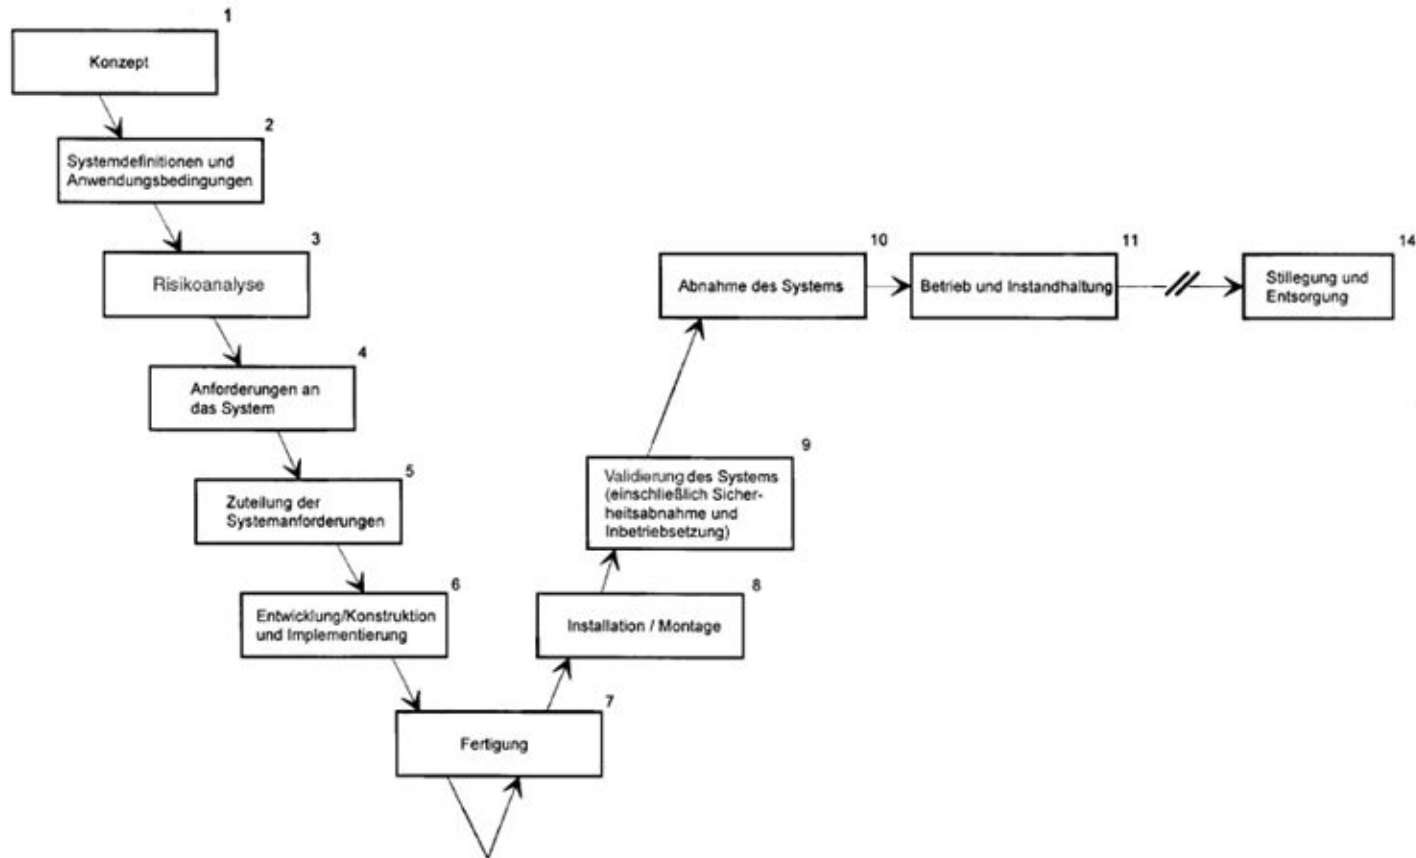 1
Konzept
2
Systemdefinitionen und
Anwendungsbedingungen
3
Risikoanalyse
4
Anforderungen an
das System
5
Zuteilung der
Systemanforderungen
6
Entwicklung/Konstruktion
und Implementierung
7
Fertigung
8
Installation / Montage
9
Validierung des Systems
(einschließlich Sicher-
heitsabnahme und
Inbetriebsetzung)
10
Abnahme des Systems
11
Betrieb und Instandhaltung
14
Stillegung und
Entsorgung